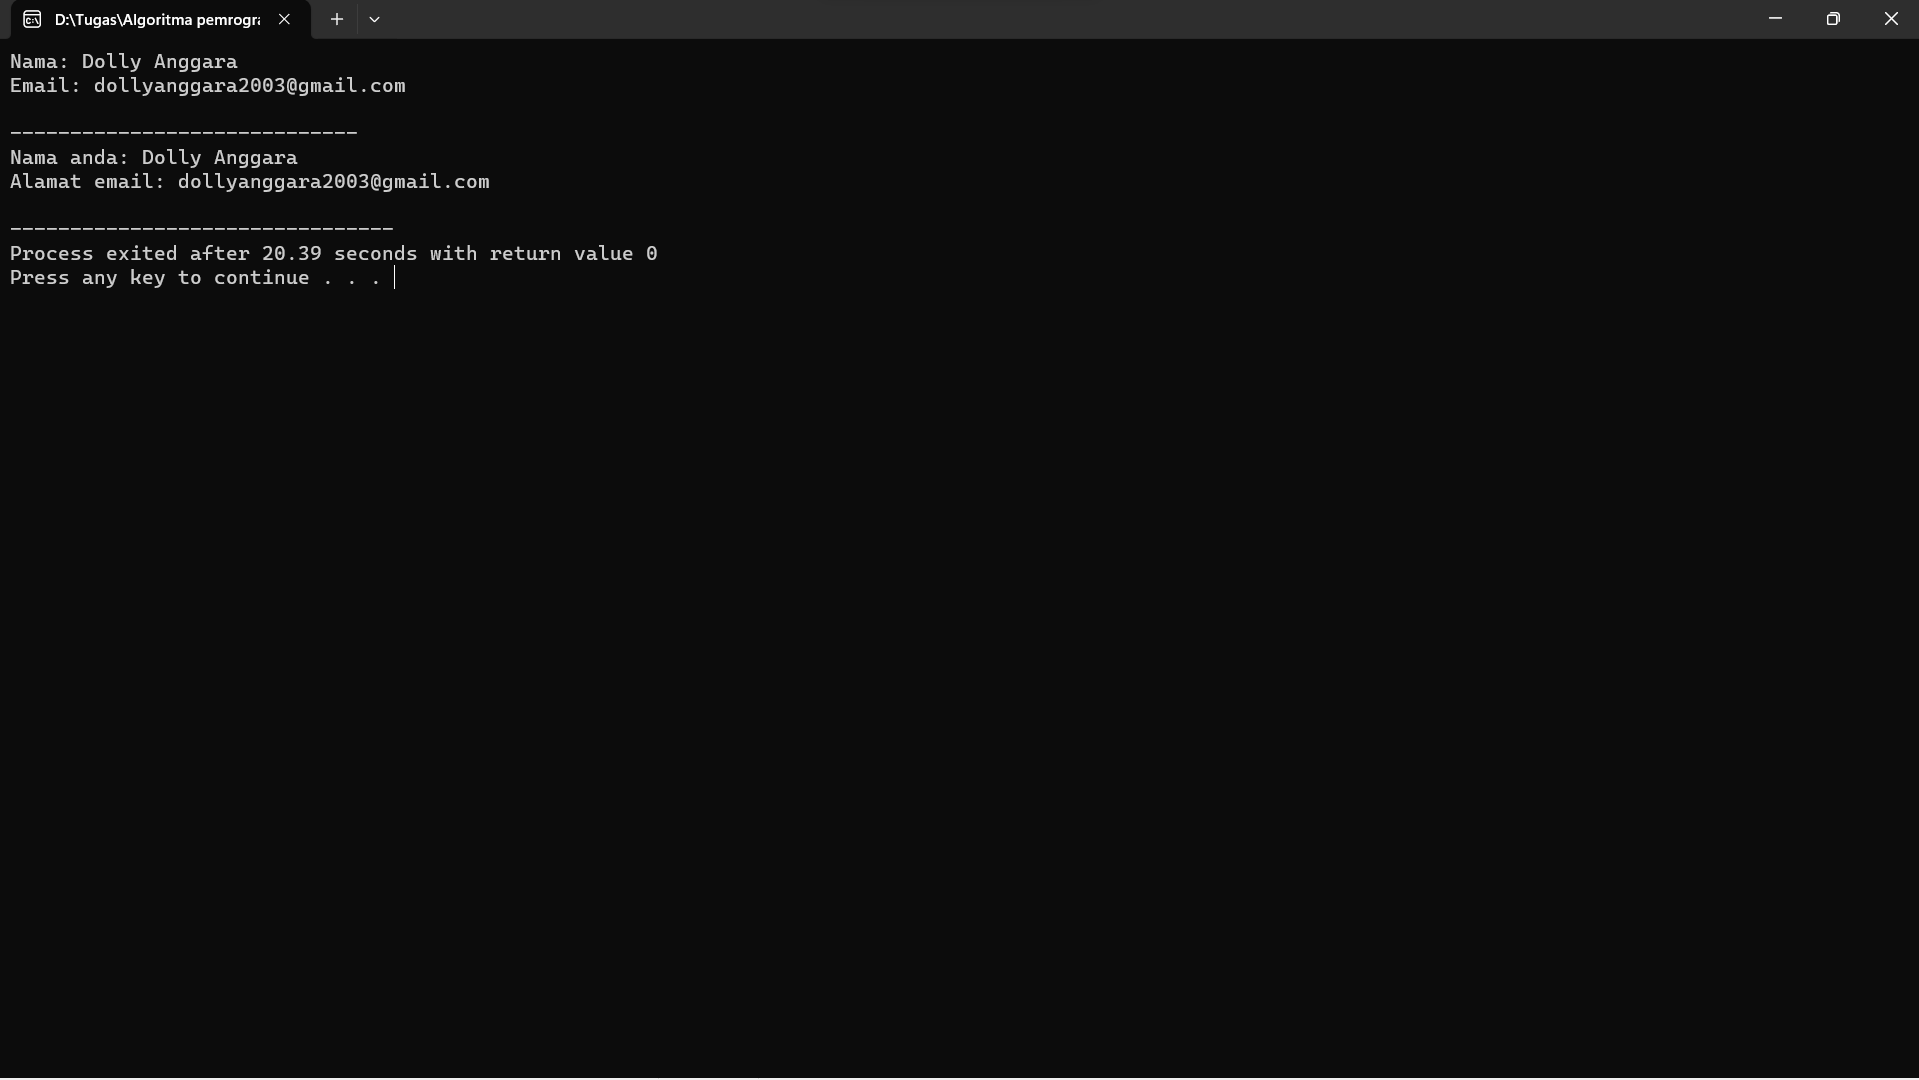 D:\Tugas\Algoritma pemrogra
Nama: Dolly Anggara
Email: dollyanggara2003@gmail.com
-----------------------------
Nama anda: Dolly Anggara
Alamat email: dollyanggara2003@gmail.com
--------------------------------
Process exited after 20.39 seconds with return value 0
Press any key to continue . . .